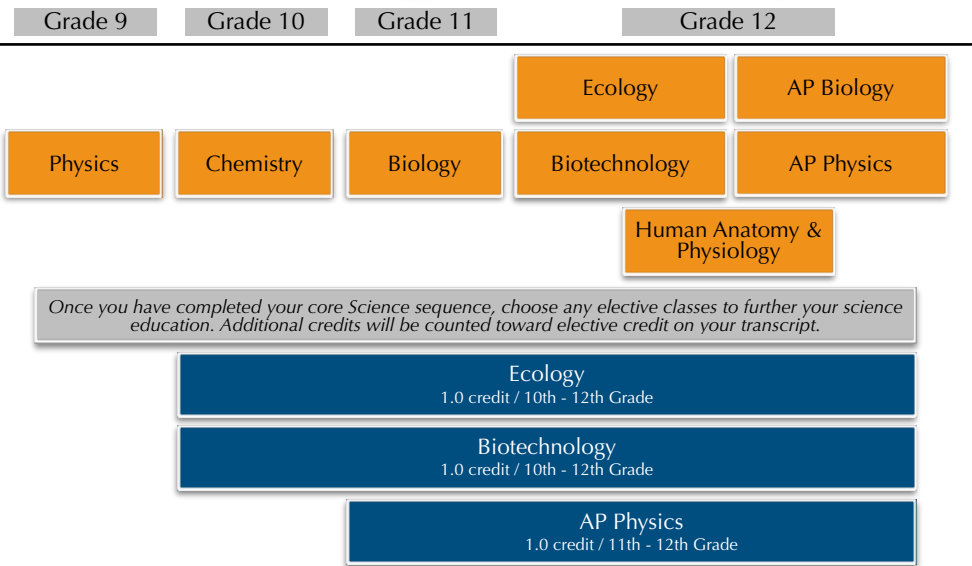 Grade 9
Grade 10
Grade 11
Grade 12
Ecology
AP Biology
Physics
Chemistry
Biology
Biotechnology
AP Physics
Human Anatomy &
Physiology
Once you have completed your core Science sequence, choose any elective classes to further your science
education. Additional credits will be counted toward elective credit on your transcript.
Ecology
1.0 credit / 10th - 12th Grade
Biotechnology
1.0 credit / 10th - 12th Grade
AP Physics
1.0 credit / 11th - 12th Grade